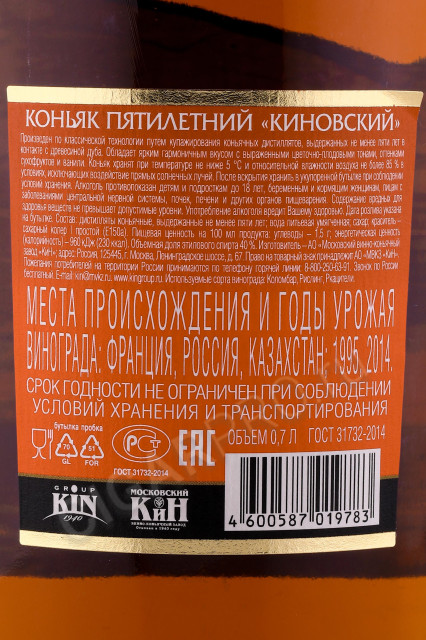 КОНЬЯК ПЯТИЛЕТНИЙ «КИНОВСКИЙ»
Произведен по классической технологии путем купажирования коньячных дистиллятов, выдержанных не менее пяти лет в
контакте с древесиной дуба. Обладает ярким гармоничным вкусом с выраженными цветочно-плодовыми тонами, оттенками
сухофруктов и ванили. Коньяк хранят при температуре не ниже 5 °С и относительной влажности воздуха не более 85 % в
условиях, исключающих воздействие прямых солнечных лучей. После вскрытия хранить в укупоренной бутылке при соблюдении
условий хранения. Алкоголь противопоказан детям и подросткам до 18 лет, беременным и кормящим женщинам, лицам с
заболеваниями центральной нервной системы, почек, печени и других органов пищеварения. Содержание вредных для
здоровья веществ не превышает допустимые уровни. Употребление алкоголя вредит Вашему здоровью. Дата розлива указана
на бутылке. Состав: дистилляты коньячные, выдержанные не менее пяти лет; вода питьевая умягчённая; сахар; краситель-
сахарный колер I простой (Е150а). Пищевая ценность на 100 мл продукта: углеводы – 1,5 г; энергетическая ценность
(калорийность) – 960 кДж (230 ккал). Объемная доля этилового спирта 40 %. Изготовитель – АО «Московский винно-коньячный
завод «КиН»; адрес: Россия, 125445, г. Москва, Ленинградское шоссе, д. 67. Право на товарный знак принадлежит АО «МВКЗ «КиН».
Пожелания потребителей на территории России принимаются по телефону горячей линии: 8-800-250-63-91. Звонок по России
бесплатный. E-mail: kin@mvkz.ru, www.kingroup.ru. Используемые сорта винограда: Коломбар, Рислинг, Ркацители.
МЕСТА ПРОИСХОЖДЕНИЯ И ГОДЫ УРОЖАЯ
ВИНОГРАДА: ФРАНЦИЯ, РОССИЯ, КАЗАХСТАН; 1995, 2014.
СРОК ГОДНОСТИ НЕ ОГРАНИЧЕН ПРИ СОБЛЮДЕНИИ
УСЛОВИЙ ХРАНЕНИЯ И ТРАНСПОРТИРОВАНИЯ
бутылка пробка
70 51
GL FOR
РСТ
ГОСТ 31732-2014
ЕАС
ОБЪЕМ 0,7 Л ГОСТ 31732-2014
GROUP
KIN
1940
МОСКОВСКИЙ
КиН
ВИННО-КОНЬЯЧНЫЙ ЗАВОД
Основан в 1940 году
4 600587 019783